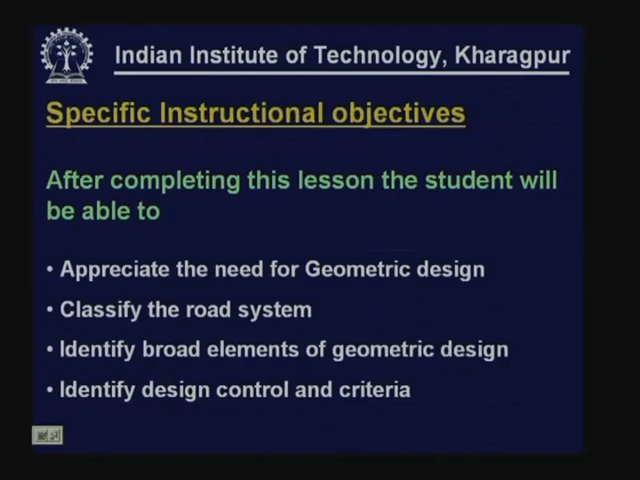 Indian Institute of Technology, Kharagpur
Specific Instructional objectives
After completing this lesson the student will
be able to
• Appreciate the need for Geometric design
• Classify the road system
• Identify broad elements of geometric design
• Identify design control and criteria